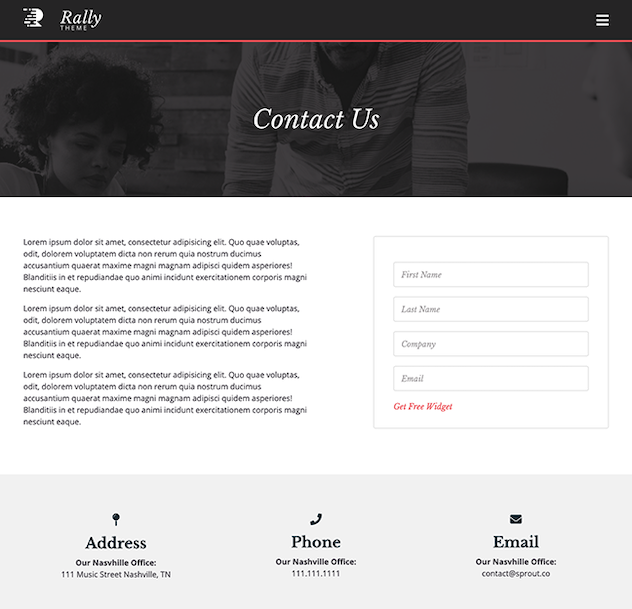 Rally
THEME
Contact Us
Lorem ipsum dolor sit amet, consectetur adipisicing elit. Quo quae voluptas,
odit, dolorem voluptatem dicta non rerum quia velit ducimus
accusantium quaerat maxime magni magnam adipisci quidem asperiores!
Blanditiis in et repudiandae quo animi incidunt exercitationem corporis magni
nesciunt eaque.
Lorem ipsum dolor sit amet, consectetur adipisicing elit. Quo quae voluptas,
odit, dolorem voluptatem dicta non rerum nostrum ducimus
accusantium quaerat maxime magni magnam adipisci quidem asperiores!
Blanditiis in et repudiandae quo animi incidunt exercitationem corporis magni
nesciunt eaque.
Lorem ipsum dolor sit amet, consectetur adipisicing elit. Quo quae voluptas,
odit, dolorem voluptatem dicta non rerum nostrum ducimus
accusantium quaerat maxime magni magnam adipisci quidem asperiores!
Blanditiis in et repudiandae quo animi incidunt exercitationem corporis magni
nesciunt eaque.
First Name
Last Name
Company
Email
Get Free Widget
Address
Our Nasvhille Office:
111 Music Street Nashville, TN
Phone
Our Nashville Office:
111.111.1111
Email
Our Nasvhille Office:
contact@sprout.co